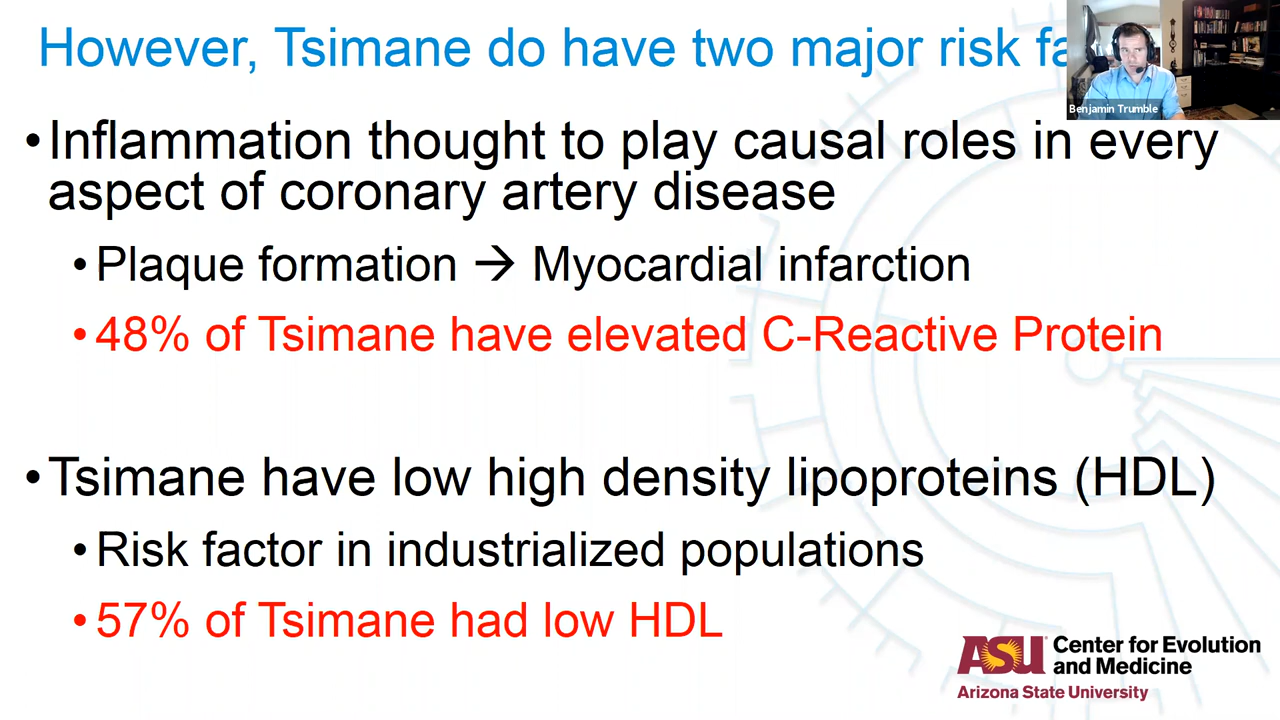 However, Tsimane do have two major risk
Benjamin Trumble
•Inflammation thought to play causal roles in every
aspect of coronary artery disease
•Plaque formation → Myocardial infarction
•48% of Tsimane have elevated C-Reactive Protein
•Tsimane have low high density lipoproteins (HDL)
•Risk factor in industrialized populations
•57% of Tsimane had low HDL
ASU Center for Evolution
and Medicine
Arizona State University